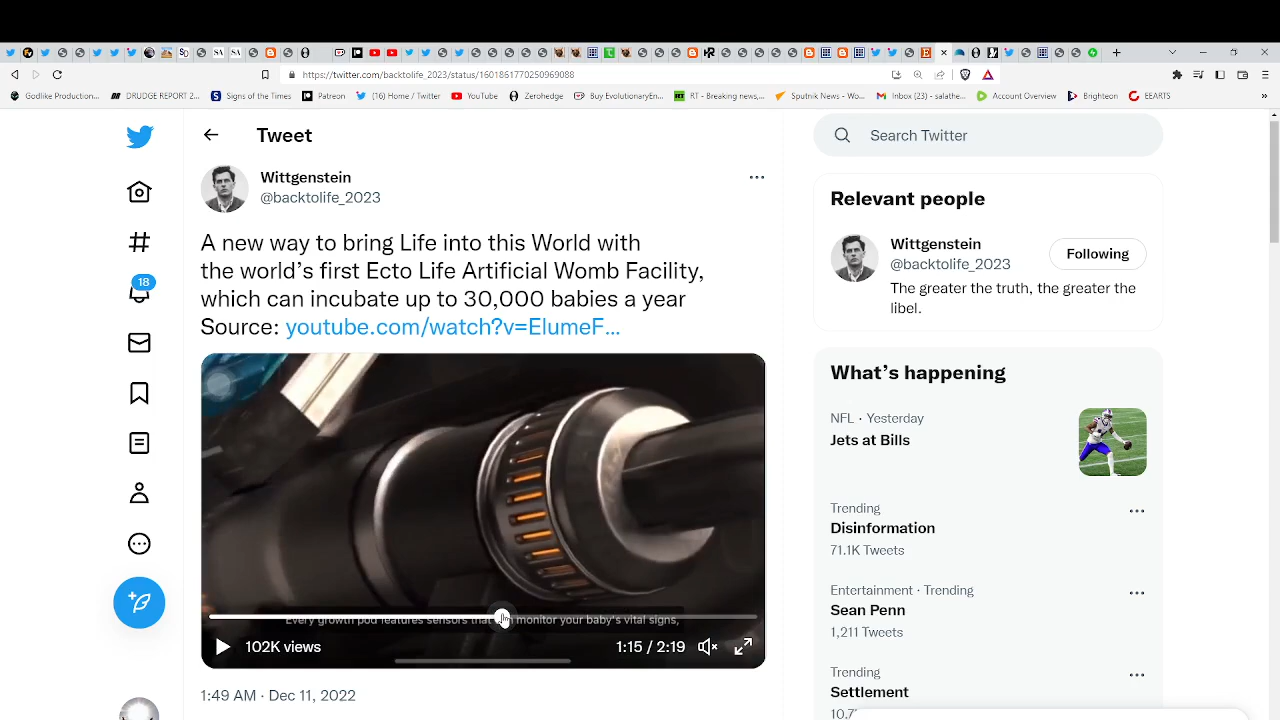 https://twitter.com/backtolife_2023/status/1601861770250969088
Godlike Production...
DRUDGE REPORT 2...
Signs of the Times
Patreon
(16) Home / Twitter
YouTube
Zerohedge
Buy EvolutionaryEn...
RT - Breaking news,...
Sputnik News - Wo...
Inbox (23) - salathe...
Account Overview
Brighteon
EEARTS
Tweet
Search Twitter
Wittgenstein
@backtolife_2023
A new way to bring Life into this World with
the world's first Ecto Life Artificial Womb Facility,
which can incubate up to 30,000 babies a year
Source: youtube.com/watch?v=ElumeF...
Every growth pod features sensors that monitor your baby's vital signs,
102K views
1:15 / 2:19
1:49 AM · Dec 11, 2022
18
Relevant people
Wittgenstein
@backtolife_2023
Following
The greater the truth, the greater the
libel.
What's happening
NFL · Yesterday
Jets at Bills
Trending
Disinformation
71.1K Tweets
Entertainment · Trending
Sean Penn
1,211 Tweets
Trending
Settlement